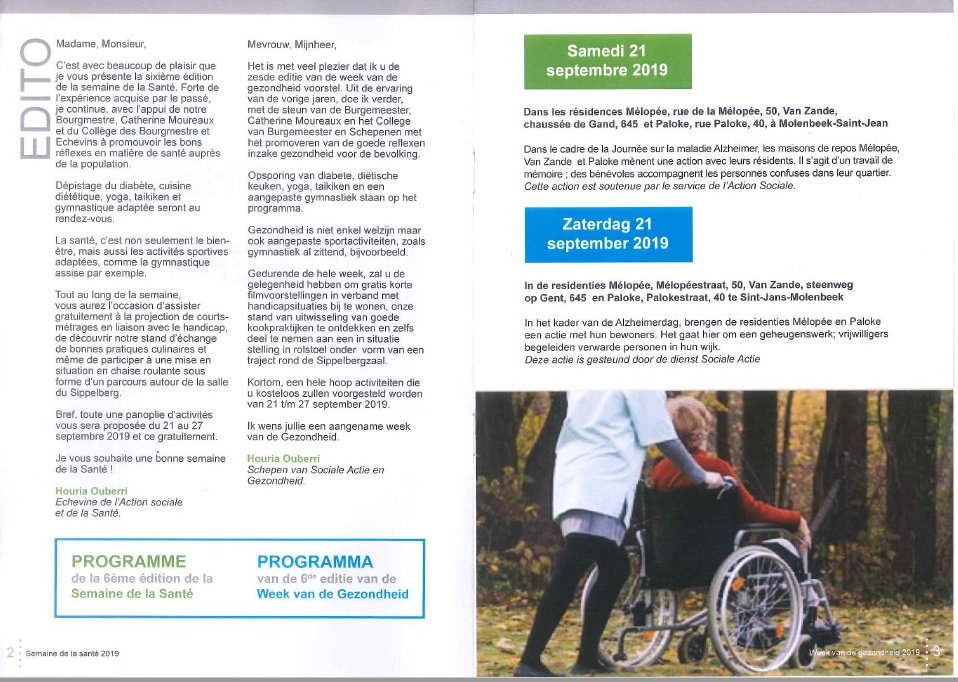 EDITO
Madame, Monsieur,
C'est avec beaucoup de plaisir que
je vous présente la sixième édition
de la semaine de la Santé. Forte de
l'expérience acquise par le passé,
je continue, avec l'appui de notre
Bourgmestre, Catherine Moureaux
et du Collège des Bourgmestre et
Echevins à promouvoir les bons
réflexes en matière de santé auprès
de la population.
Dépistage du diabète, cuisine
diététique, yoga, taikiken et
gymnastique adaptée seront au
rendez-vous.
La santé, c'est non seulement le bien-
être, mais aussi les activités sportives
adaptées, comme la gymnastique
assise par exemple.
Tout au long de la semaine,
vous aurez l'occasion d'assister
gratuitement à la projection de courts-
métrages en liaison avec le handicap,
de découvrir notre stand d'échange
de bonnes pratiques culinaires et
même de participer à une mise en
situation en chaise roulante sous
forme d'un parcours autour de la salle
du Sippelberg.
Bref, toute une panoplie d'activités
vous sera proposée du 21 au 27
septembre 2019 et ce gratuitement.
Je vous souhaite une bonne semaine
de la Santé !
Houria Ouberri
Echevine de l'Action sociale
et de la Santé.
Mevrouw, Mijnheer,
Het is met veel plezier dat ik u de
zesde editie van de week van de
gezondheid voorstel. Uit de ervaring
van de vorige jaren, doe ik verder,
met de steun van de Burgemeester,
Catherine Moureaux en het College
van Burgemeester en Schepenen met
het promoveren van de goede reflexen
inzake gezondheid voor de bevolking.
Opsporing van diabete, diëtische
keuken, yoga, taikiken en een
aangepaste gymnastiek staan op het
programma.
Gezondheid is niet enkel welzijn maar
ook aangepaste sportactiviteiten, zoals
gymnastiek al zittend, bijvoorbeeld.
Gedurende de hele week, zal u de
gelegenheid hebben om gratis korte
filmvoorstellingen in verband met
handicapsituaties bij te wonen, onze
stand van uitwisseling van goede
kookpraktijken te ontdekken en zelfs
deel te nemen aan een in situatie
stelling in rolstoel onder vorm van een
traject rond de Sippelbergzaal.
Kortom, een hele hoop activiteiten die
u kosteloos zullen voorgesteld worden
van 21 t/m 27 september 2019.
Ik wens jullie een aangename week
van de Gezondheid.
Houria Ouberri
Schepen van Sociale Actie en
Gezondheid.
PROGRAMME
de la 6ème édition de la
Semaine de la Santé
PROGRAMMA
van de 6de editie van de
Week van de Gezondheid
2 Semaine de la santé 2019
Samedi 21
septembre 2019
Dans les résidences Mélopée, rue de la Mélopée, 50, Van Zande,
chaussée de Gand, 645 et Paloke, rue Paloke, 40, à Molenbeek-Saint-Jean
Dans le cadre de la Journée sur la maladie Alzheimer, les maisons de repos Mélopée,
Van Zande et Paloke mènent une action avec leurs résidents. Il s'agit d'un travail de
mémoire ; des bénévoles accompagnent les personnes confuses dans leur quartier.
Cette action est soutenue par le service de l'Action Sociale.
Zaterdag 21
september 2019
In de residenties Mélopée, Mélopéestraat, 50, Van Zande, steenweg
op Gent, 645 en Paloke, Palokestraat, 40 te Sint-Jans-Molenbeek
In het kader van de Alzheimerdag, brengen de residenties Mélopée en Paloke
een actie met hun bewoners. Het gaat hier om een geheugenswerk; vrijwilligers
begeleiden verwarde personen in hun wijk.
Deze actie is gesteund door de dienst Sociale Actie
Week van de gezondheid 2019 3